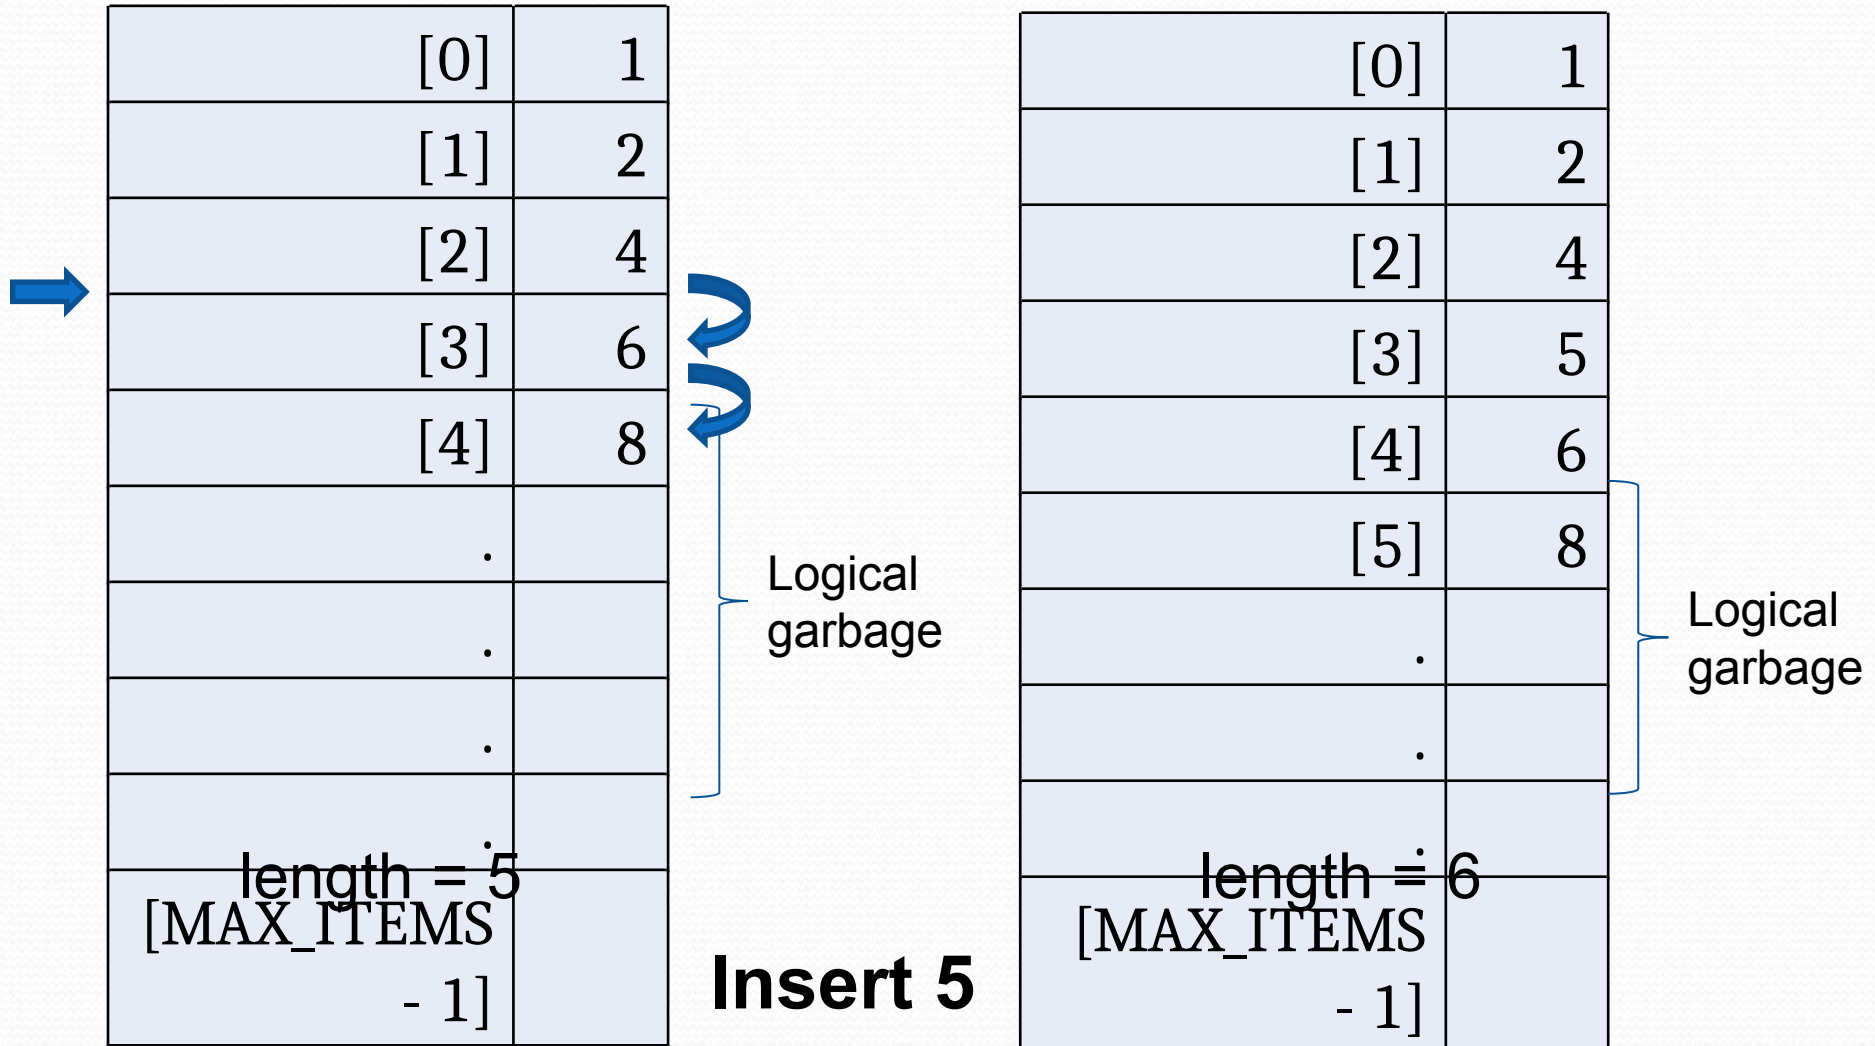 [0] 1
[1] 2
[2] 4
[3] 6
[4] 8
.
.
.
.
[MAX_ITEMS
- 1]
length = 5
Logical
garbage
Insert 5
[0] 1
[1] 2
[2] 4
[3] 5
[4] 6
[5] 8
.
.
.
[MAX_ITEMS
- 1]
length = 6
Logical
garbage